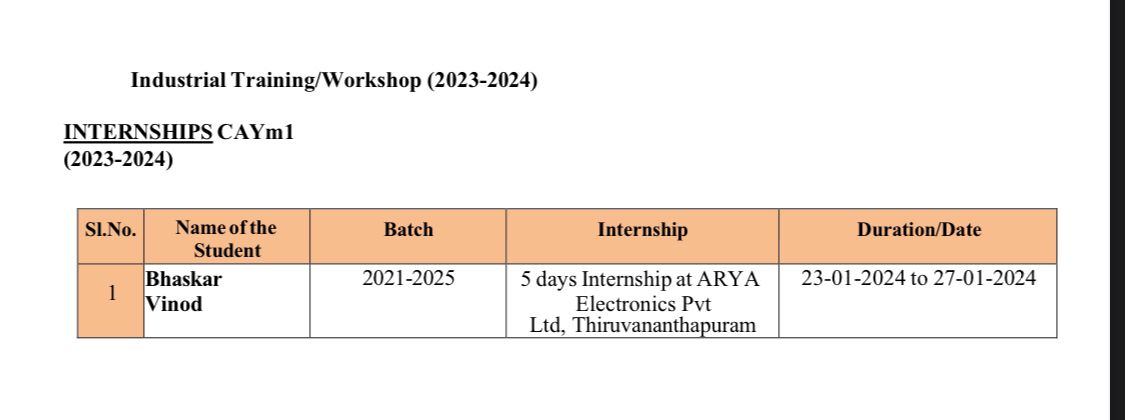 Industrial Training/Workshop (2023-2024)
INTERNSHIPS CAYm1
(2023-2024)
Sl.No.
Name of the
Student
Batch
Internship
Duration/Date
1
Bhaskar
Vinod
2021-2025
5 days Internship at ARYA
Electronics Pvt
Ltd, Thiruvananthapuram
23-01-2024 to 27-01-2024